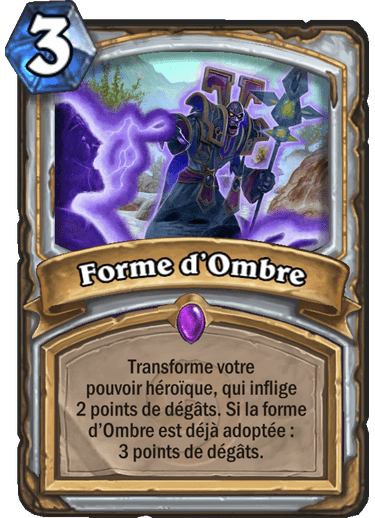 3
Forme d'Ombre
Transforme votre
pouvoir héroïque, qui inflige
2 points de dégâts. Si la forme
d'Ombre est déjà adoptée :
3 points de dégâts.